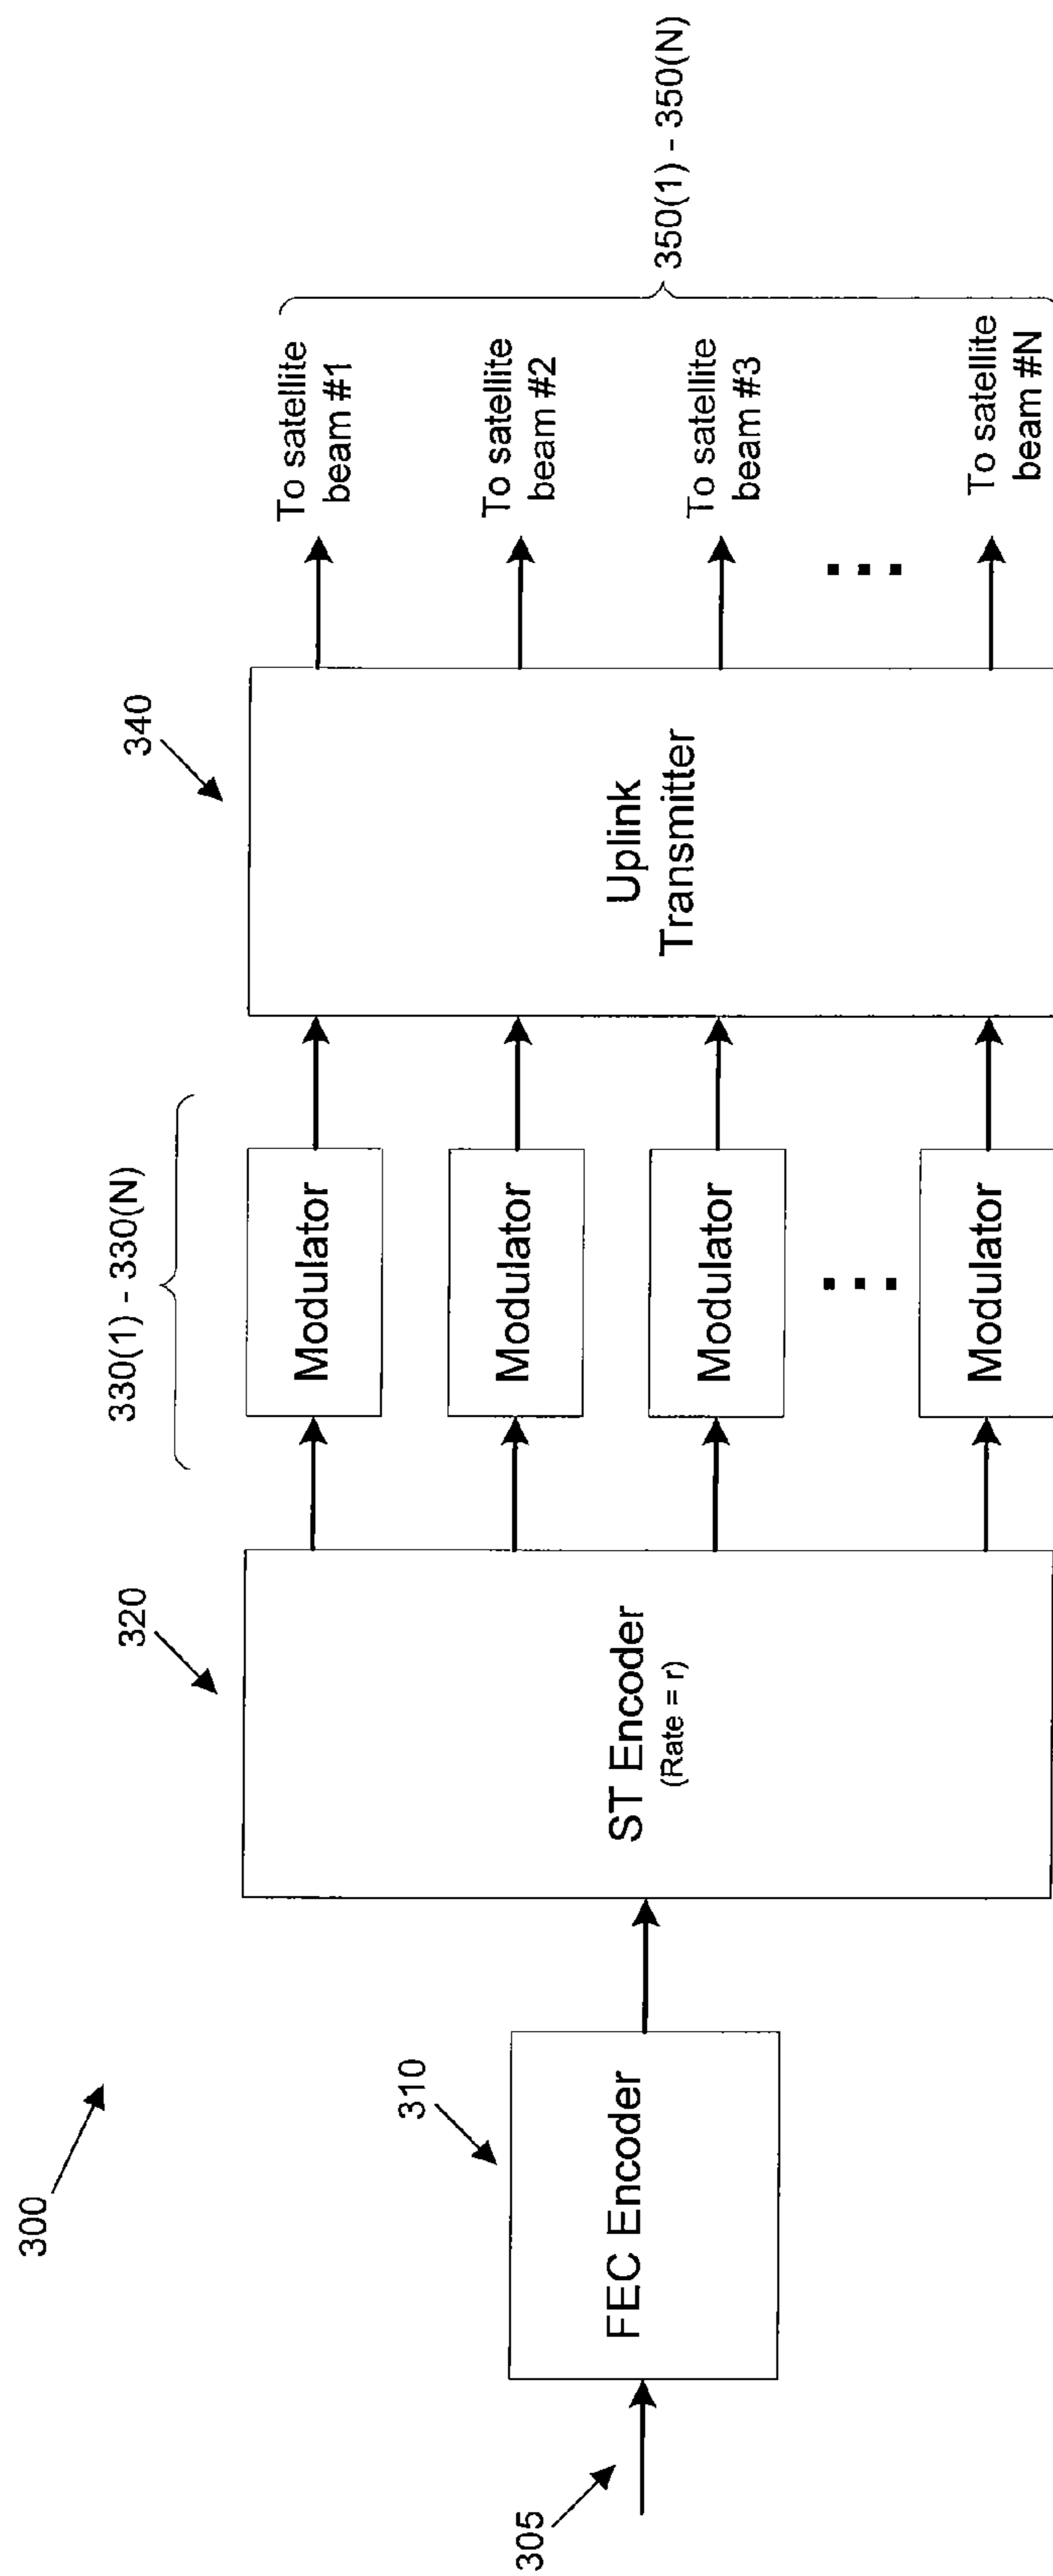 300
305
310
FEC Encoder
320
ST Encoder
(Rate = r)
330(1) - 330(N)
Modulator
Modulator
Modulator
...
Modulator
340
Uplink
Transmitter
To satellite
beam #1
To satellite
beam #2
To satellite
beam #3
...
To satellite
beam #N
350(1) - 350(N)